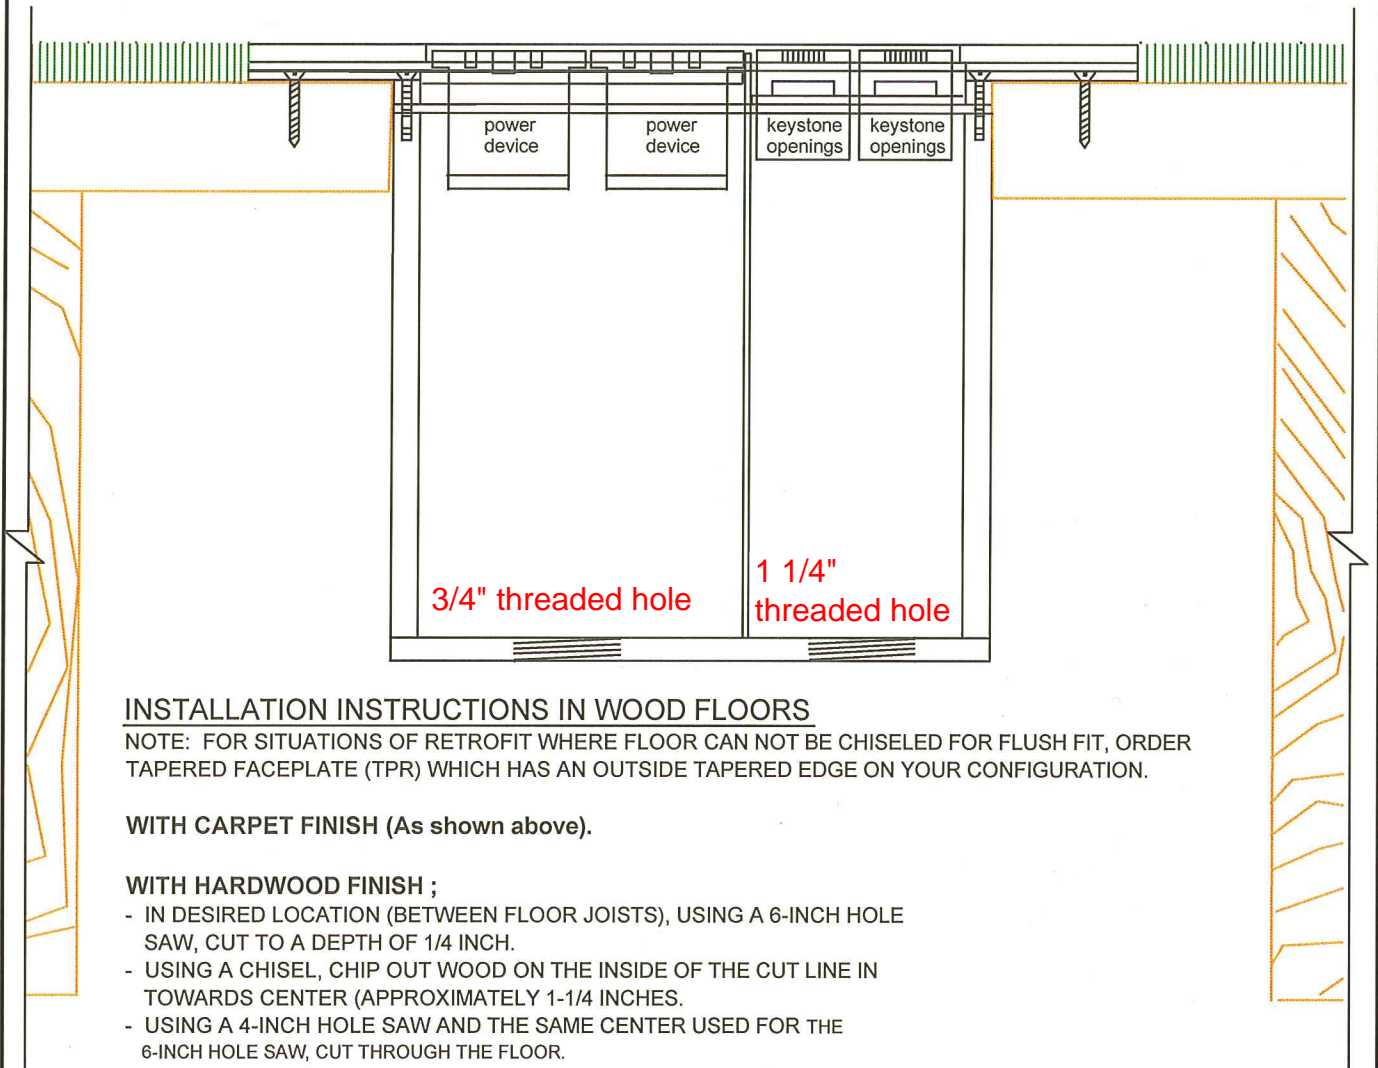 power device
power device
keystone openings
keystone openings
3/4" threaded hole
1 1/4"
threaded hole
INSTALLATION INSTRUCTIONS IN WOOD FLOORS
NOTE: FOR SITUATIONS OF RETROFIT WHERE FLOOR CAN NOT BE CHISELED FOR FLUSH FIT, ORDER
TAPERED FACEPLATE (TPR) WHICH HAS AN OUTSIDE TAPERED EDGE ON YOUR CONFIGURATION.
WITH CARPET FINISH (As shown above).
WITH HARDWOOD FINISH ;
- IN DESIRED LOCATION (BETWEEN FLOOR JOISTS), USING A 6-INCH HOLE
SAW, CUT TO A DEPTH OF 1/4 INCH.
- USING A CHISEL, CHIP OUT WOOD ON THE INSIDE OF THE CUT LINE IN
TOWARDS CENTER (APPROXIMATELY 1-1/4 INCHES.
- USING A 4-INCH HOLE SAW AND THE SAME CENTER USED FOR THE
6-INCH HOLE SAW, CUT THROUGH THE FLOOR.